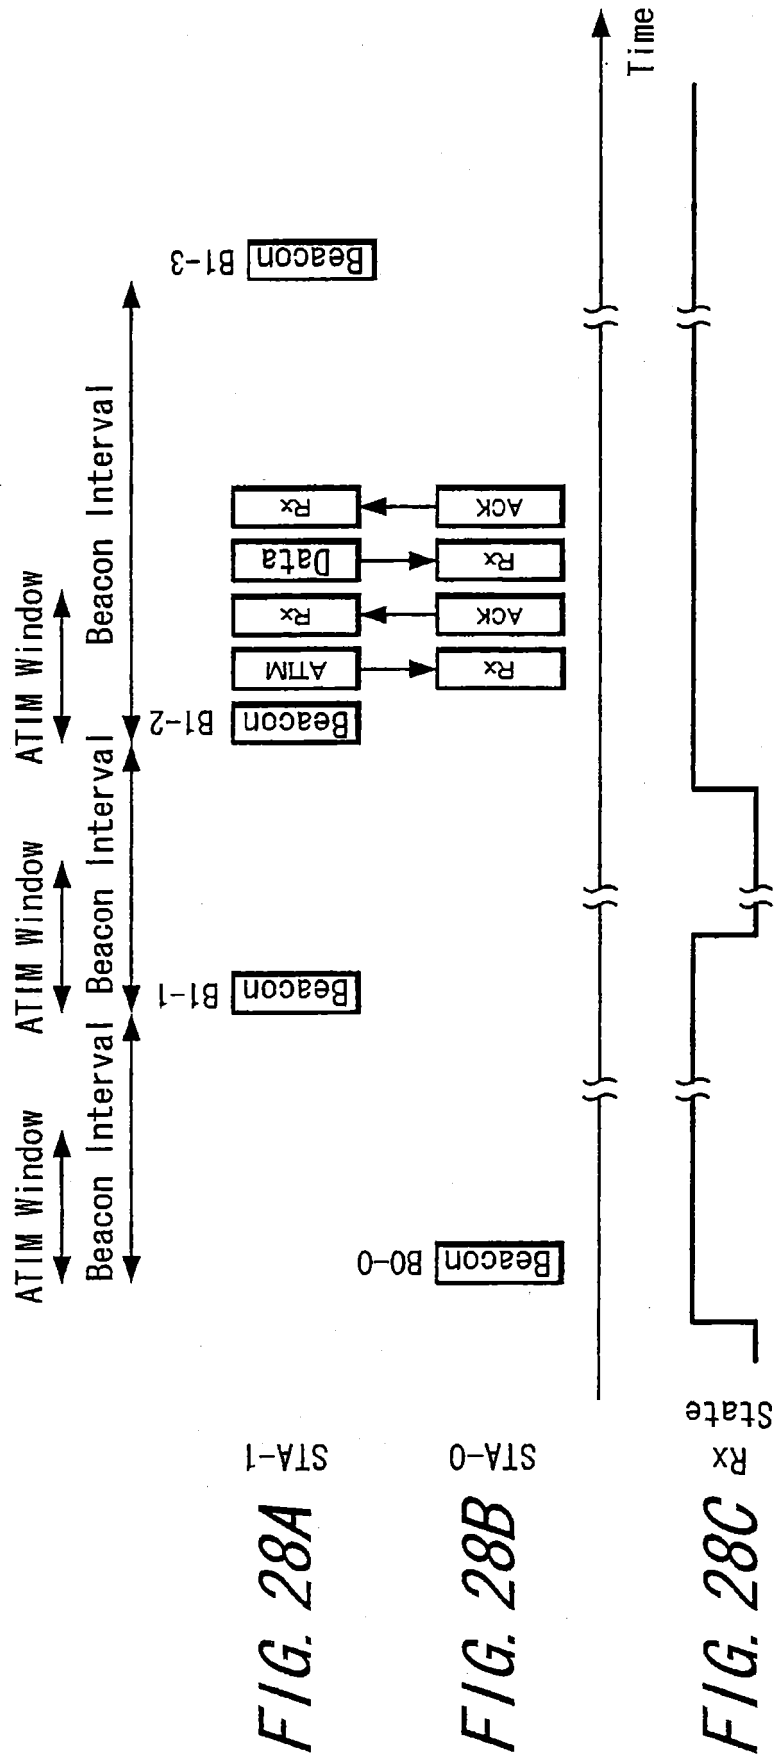 ATIM Window
ATIM Window
ATIM Window
Beacon Interval
Beacon Interval
Beacon Interval
FIG. 28A
STA-1
B1-1
Beacon
B1-2
Beacon
ATIM
Rx
Data
Rx
B1-3
Beacon
FIG. 28B
STA-0
B0-0
Beacon
Rx
ACK
Rx
ACK
Time
FIG. 28C
Rx
State